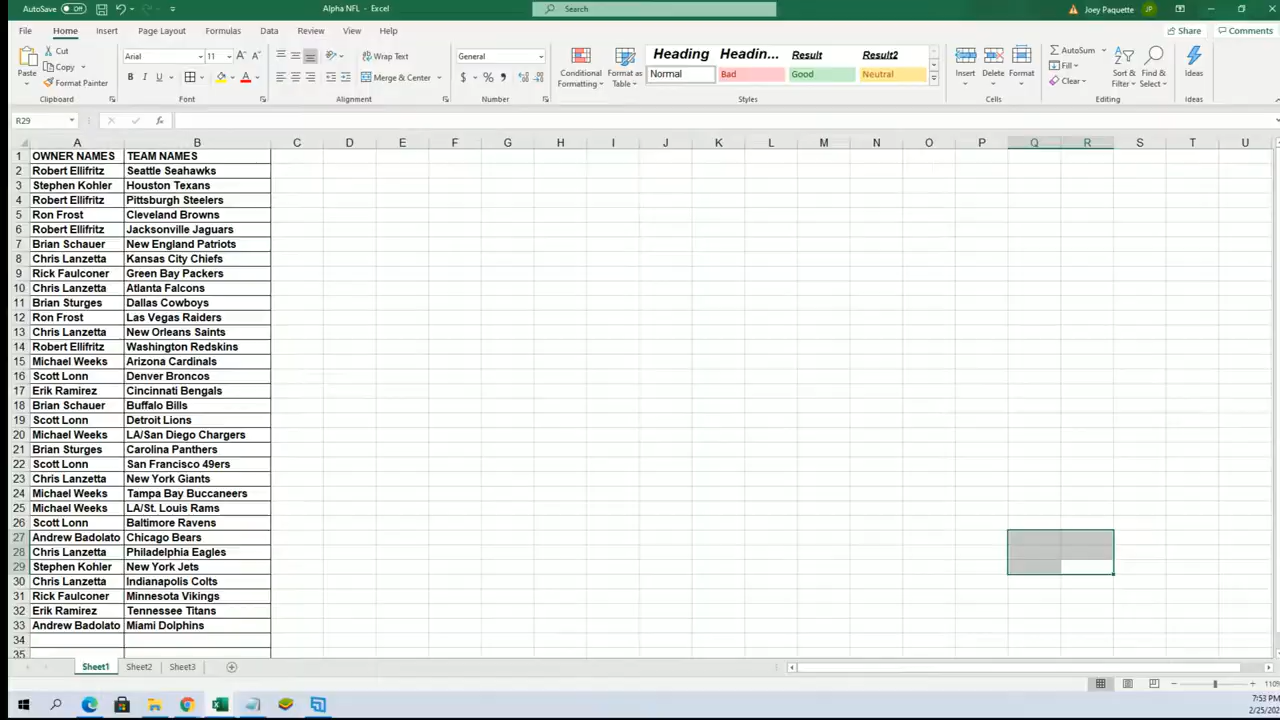 AutoSave Off Alpha NFL - Excel Search Joey Paquette JP
File Home Insert Page Layout Formulas Data Review View Help Share Comments
Paste Cut Copy Format Painter Clipboard
Arial 11 A A B I U A Font
Wrap Text Merge & Center Alignment
General $ % Number
Conditional Formatting Format as Table
Heading Headin... Result Result2
Normal Bad Good Neutral
Styles
Insert Delete Format Cells
AutoSum Fill Clear Sort & Filter Find & Select Editing
Ideas Ideas
R29 fx
A B C D E F G H I J K L M N O P Q R S T U
1 OWNER NAMES TEAM NAMES
2 Robert Ellifritz Seattle Seahawks
3 Stephen Kohler Houston Texans
4 Robert Ellifritz Pittsburgh Steelers
5 Ron Frost Cleveland Browns
6 Robert Ellifritz Jacksonville Jaguars
7 Brian Schauer New England Patriots
8 Chris Lanzetta Kansas City Chiefs
9 Rick Faulconer Green Bay Packers
10 Chris Lanzetta Atlanta Falcons
11 Brian Sturges Dallas Cowboys
12 Ron Frost Las Vegas Raiders
13 Chris Lanzetta New Orleans Saints
14 Robert Ellifritz Washington Redskins
15 Michael Weeks Arizona Cardinals
16 Scott Lonn Denver Broncos
17 Erik Ramirez Cincinnati Bengals
18 Brian Schauer Buffalo Bills
19 Scott Lonn Detroit Lions
20 Michael Weeks LA/San Diego Chargers
21 Brian Sturges Carolina Panthers
22 Scott Lonn San Francisco 49ers
23 Chris Lanzetta New York Giants
24 Michael Weeks Tampa Bay Buccaneers
25 Michael Weeks LA/St. Louis Rams
26 Scott Lonn Baltimore Ravens
27 Andrew Badolato Chicago Bears
28 Chris Lanzetta Philadelphia Eagles
29 Stephen Kohler New York Jets
30 Chris Lanzetta Indianapolis Colts
31 Rick Faulconer Minnesota Vikings
32 Erik Ramirez Tennessee Titans
33 Andrew Badolato Miami Dolphins
34
35
Sheet1 Sheet2 Sheet3
7:53 PM